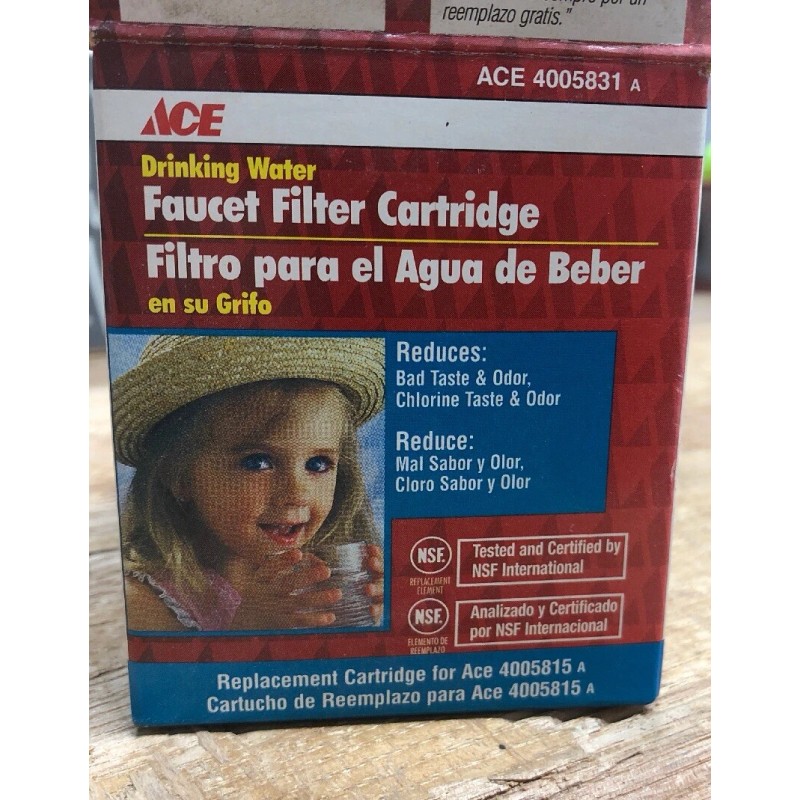 reemplazo gratis."
ACE 4005831 A
ACE
Drinking Water
Faucet Filter Cartridge
Filtro para el Agua de Beber
en su Grifo
Reduces:
Bad Taste & Odor,
Chlorine Taste & Odor
Reduce:
Mal Sabor y Olor,
Cloro Sabor y Olor
NSF.
REPLACEMENT
ELEMENT
Tested and Certified by
NSF International
NSF.
ELEMENTO DE
REEMPLAZO
Analizado y Certificado
por NSF Internacional
Replacement Cartridge for Ace 4005815 A
Cartucho de Reemplazo para Ace 4005815 A